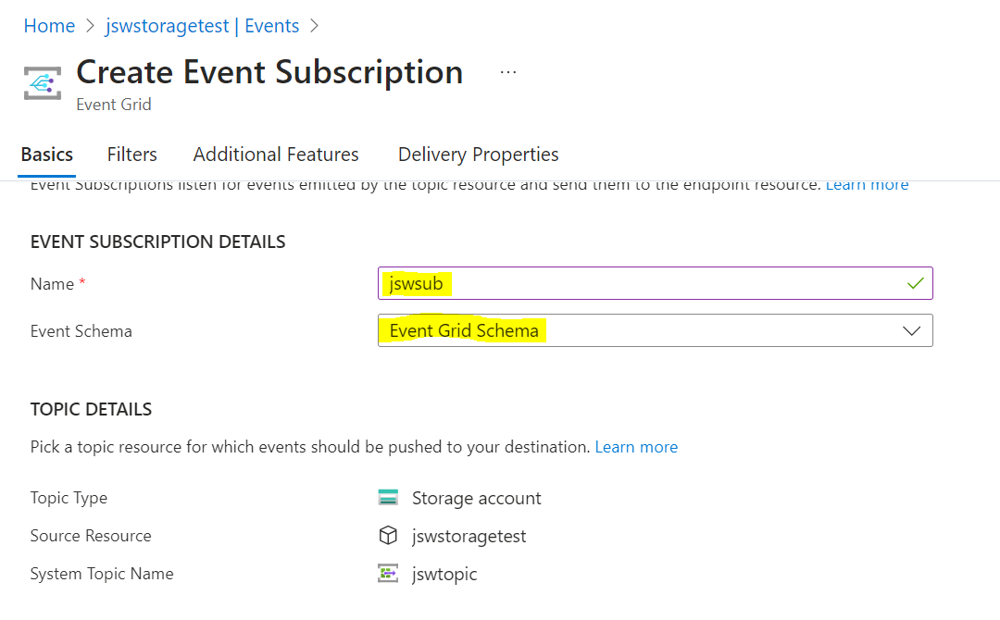 Home > jswstoragetest | Events >
Create Event Subscription ...
Event Grid
Basics Filters Additional Features Delivery Properties
Event Subscriptions listen for events emitted by the topic resource and send them to the endpoint resource. Learn more
EVENT SUBSCRIPTION DETAILS
Name * jswsub
Event Schema Event Grid Schema
TOPIC DETAILS
Pick a topic resource for which events should be pushed to your destination. Learn more
Topic Type Storage account
Source Resource jswstoragetest
System Topic Name jswtopic